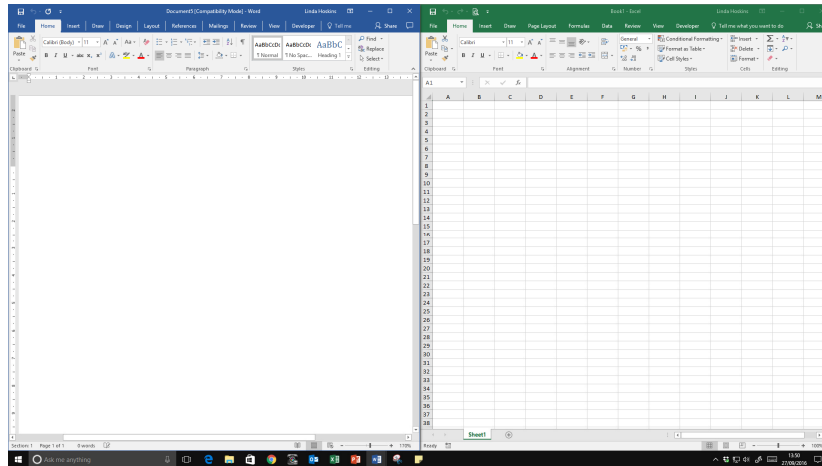 Document5 [Compatibility Mode] - Word Linda Hoskins
File Home Insert Draw Design Layout References Mailings Review View Developer Tell me Share
Paste
Calibri (Body) 11 A A Aa
B I U abc x₂ x² A
AaBbCcDc AaBbCcDc AaBbC
¶ Normal ¶ No Spac... Heading 1
Find
Replace
Select
Clipboard Font Paragraph Styles Editing
Section: 1 Page 1 of 1 0 words 110%
Book1 - Excel Linda Hoskins
File Home Insert Draw Page Layout Formulas Data Review View Developer Tell me what you want to do Sh
Paste
Calibri 11 A A
B I U A
General
%
Conditional Formatting
Format as Table
Cell Styles
Insert
Delete
Format
Clipboard Font Alignment Number Styles Cells Editing
A1 fx
A B C D E F G H I J K L M
1
2
3
4
5
6
7
8
9
10
11
12
13
14
15
16
17
18
19
20
21
22
23
24
25
26
27
28
29
30
31
32
33
34
35
36
37
38
Sheet1
Ready 100%
Ask me anything
13:50
27/09/2016